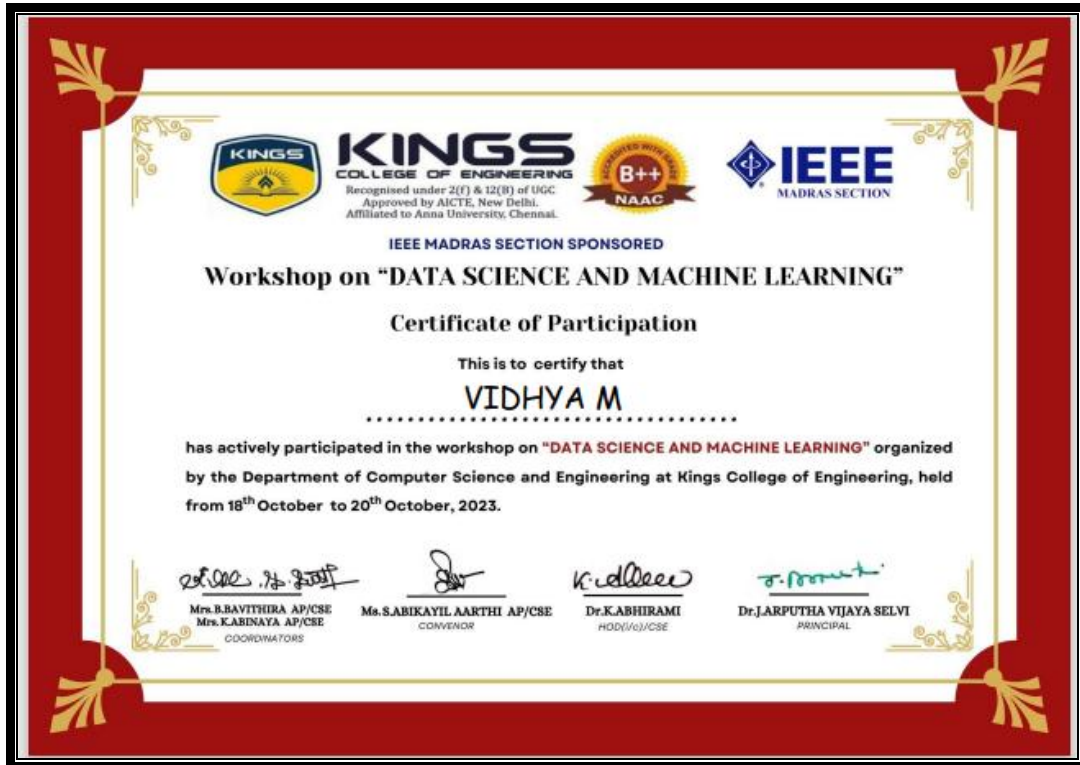 KINGS
KINGS
COLLEGE OF ENGINEERING
Recognised under 2(f) & 12(B) of UGC
Approved by AICTE, New Delhi.
Affiliated to Anna University, Chennai.
ACCREDITED WITH GRADE
B++
NAAC
IEEE
MADRAS SECTION
IEEE MADRAS SECTION SPONSORED
Workshop on “DATA SCIENCE AND MACHINE LEARNING”
Certificate of Participation
This is to certify that
VIDHYA M
has actively participated in the workshop on "DATA SCIENCE AND MACHINE LEARNING" organized
by the Department of Computer Science and Engineering at Kings College of Engineering, held
from 18th October to 20th October, 2023.
Mrs.B.BAVITHIRA AP/CSE
Mrs.K.ABINAYA AP/CSE
COORDINATORS
Ms.S.ABIKAYIL AARTHI AP/CSE
CONVENOR
Dr.K.ABHIRAMI
HOD(i/c)/CSE
Dr.J.ARPUTHA VIJAYA SELVI
PRINCIPAL